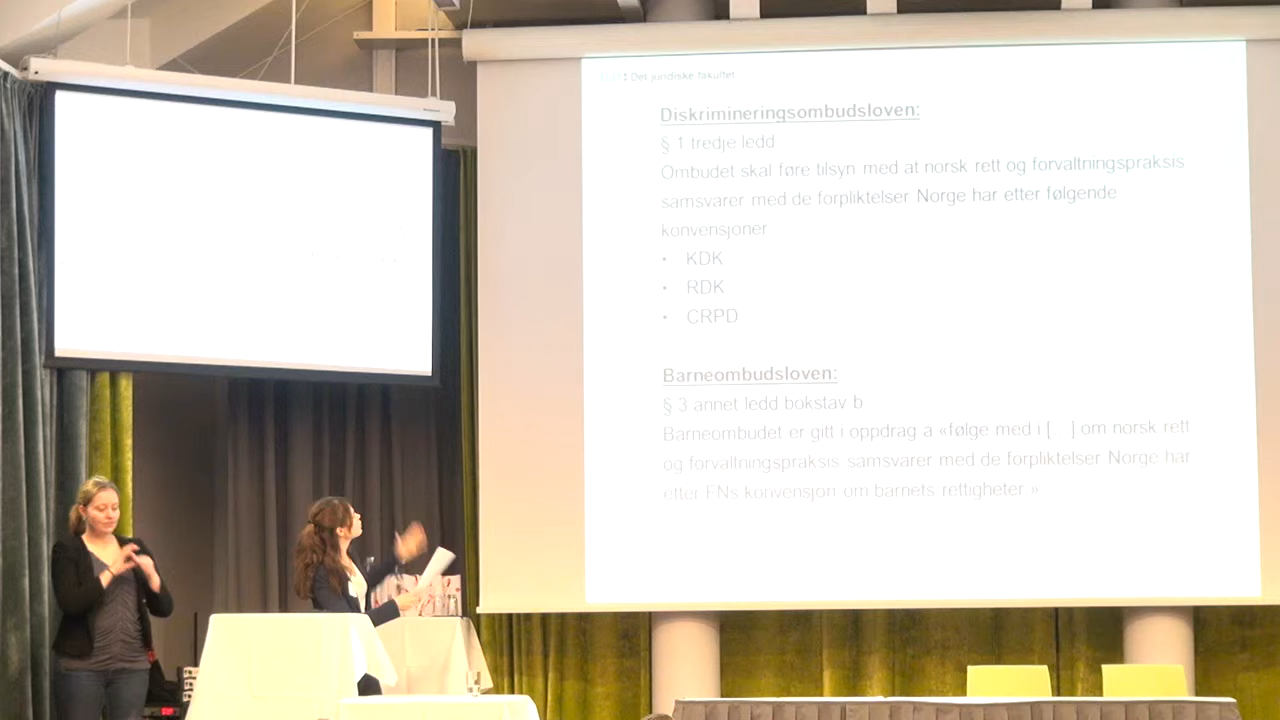 Det juridiske fakultet
Diskrimineringsombudsloven:
§ 1 tredje ledd
Ombudet skal føre tilsyn med at norsk rett og forvaltningspraksis
samsvarer med de forpliktelser Norge har etter følgende
konvensjoner
• KDK
• RDK
• CRPD
Barneombudsloven:
§ 3 annet ledd bokstav b
Barneombudet er gitt i oppdrag a «følge med i [ ] om norsk rett
og forvaltningspraksis samsvarer med de forpliktelser Norge har
etter FNs konvensjon om barnets rettigheter »